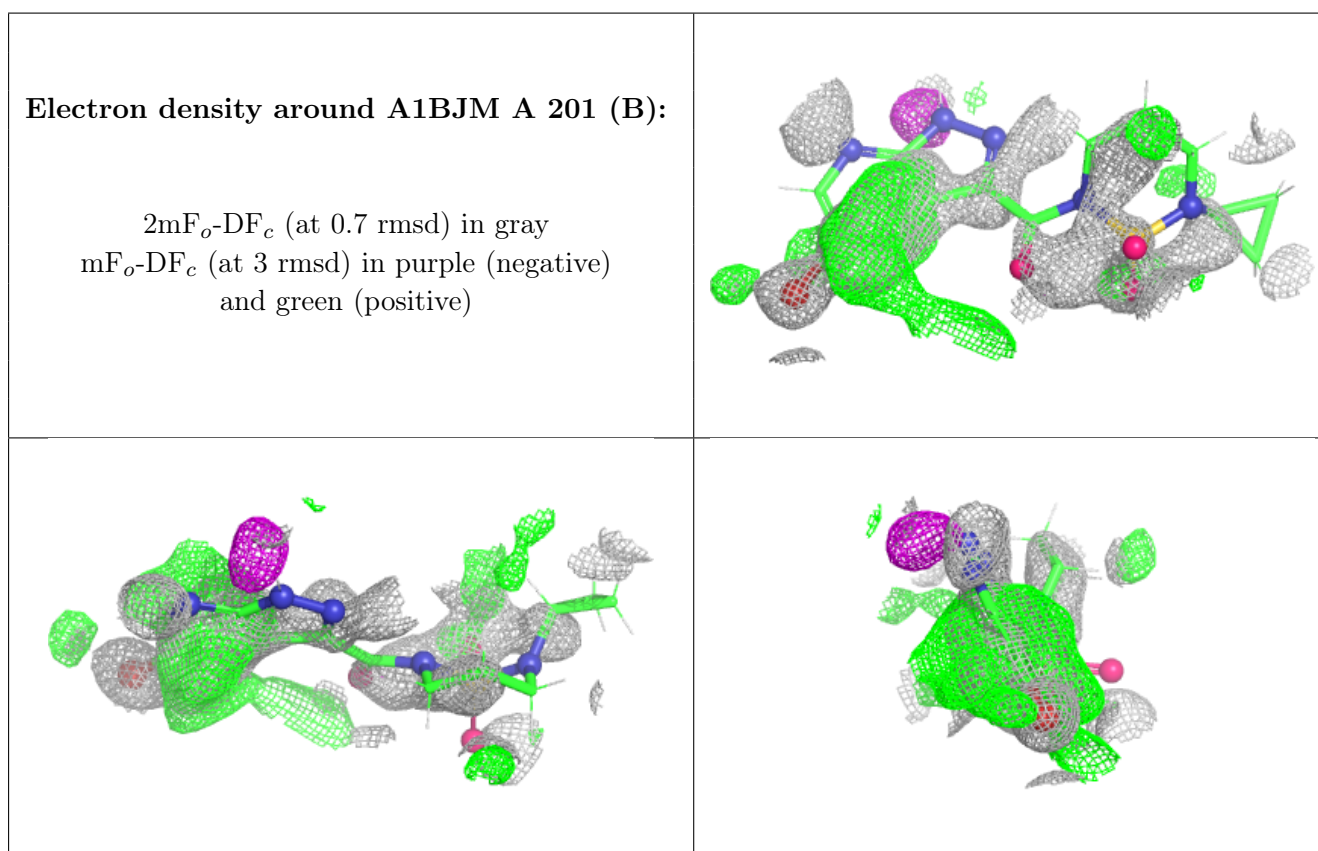 Electron density around A1BJM A 201 (B):
2mFo-DFc (at 0.7 rmsd) in gray
mFo-DFc (at 3 rmsd) in purple (negative)
and green (positive)